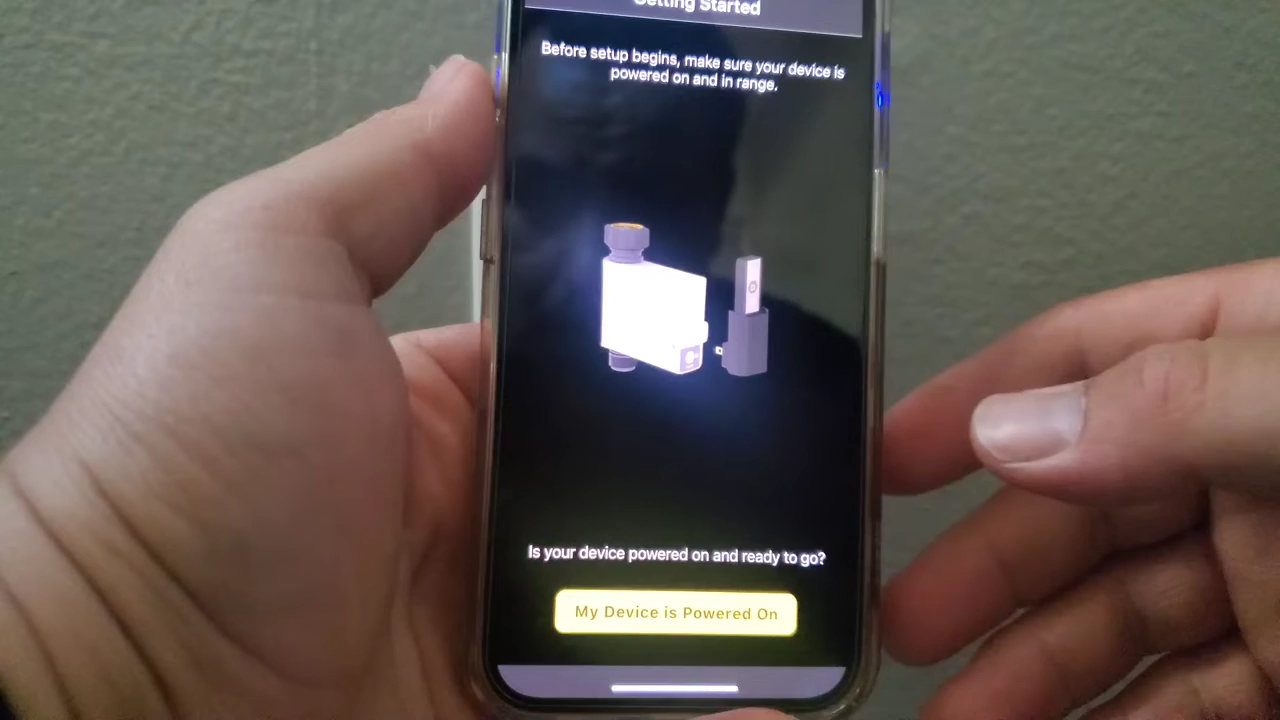 Getting Started
Before setup begins, make sure your device is
powered on and in range.
Is your device powered on and ready to go?
My Device is Powered On